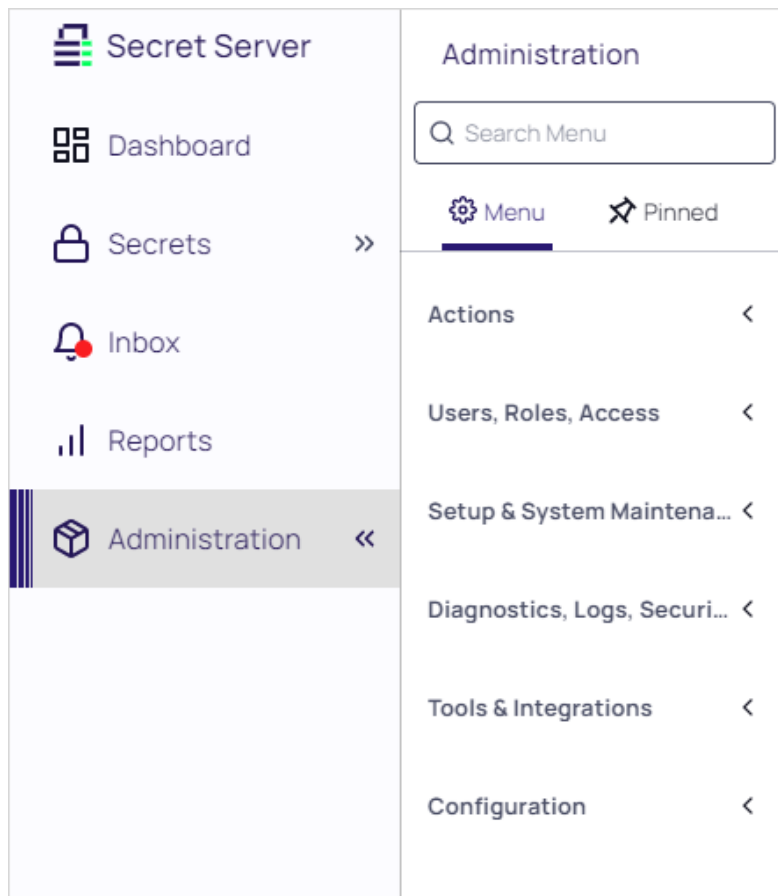 Secret Server
Dashboard
Secrets
Inbox
Reports
Administration
Administration
Search Menu
Menu
Pinned
Actions
Users, Roles, Access
Setup & System Maintena...
Diagnostics, Logs, Securi...
Tools & Integrations
Configuration